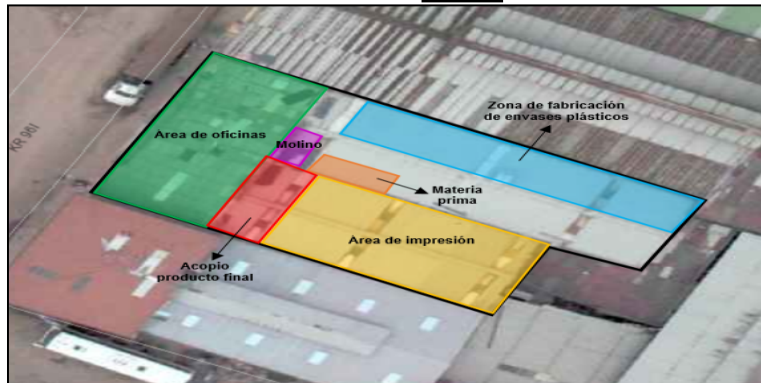 KR 96I
Área de oficinas
Molino
Zona de fabricación
de envases plásticos
Materia
prima
Área de impresión
Acopio
producto final